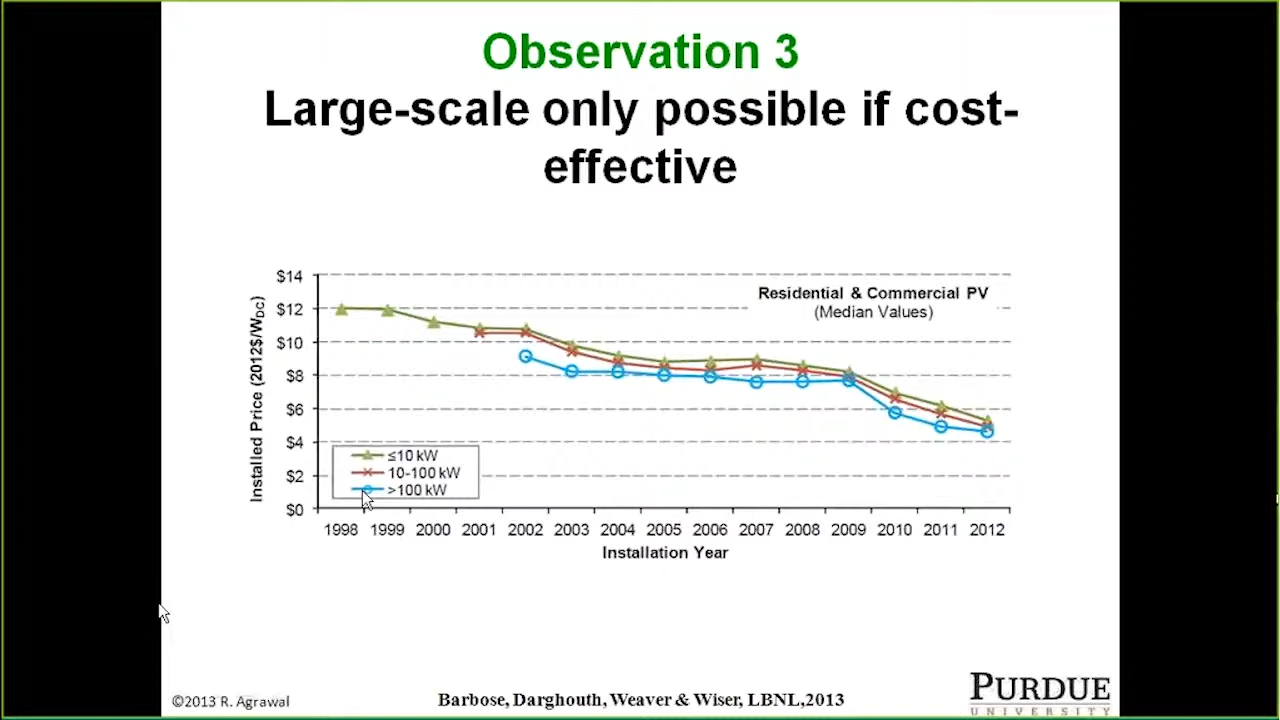 Observation 3
Large-scale only possible if cost-
effective
Residential & Commercial PV
(Median Values)
Installed Price (2012$/WDC)
$14
$12
$10
$8
$6
$4
$2
$0
≤10 kW
10-100 kW
>100 kW
1998 1999 2000 2001 2002 2003 2004 2005 2006 2007 2008 2009 2010 2011 2012
Installation Year
©2013 R. Agrawal
Barbose, Darghouth, Weaver & Wiser, LBNL,2013
PURDUE
UNIVERSITY